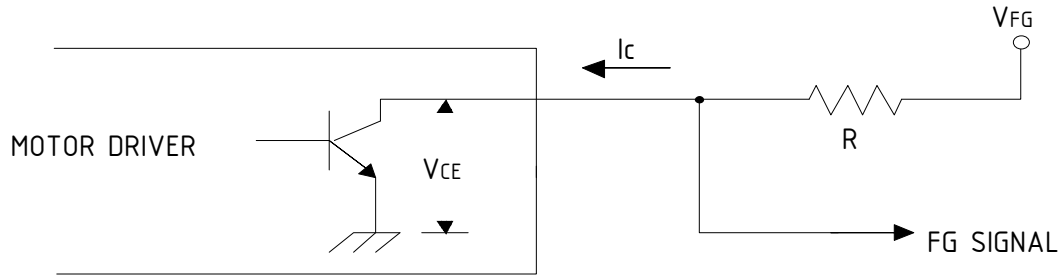 VFG
Ic
MOTOR DRIVER
VCE
R
FG SIGNAL